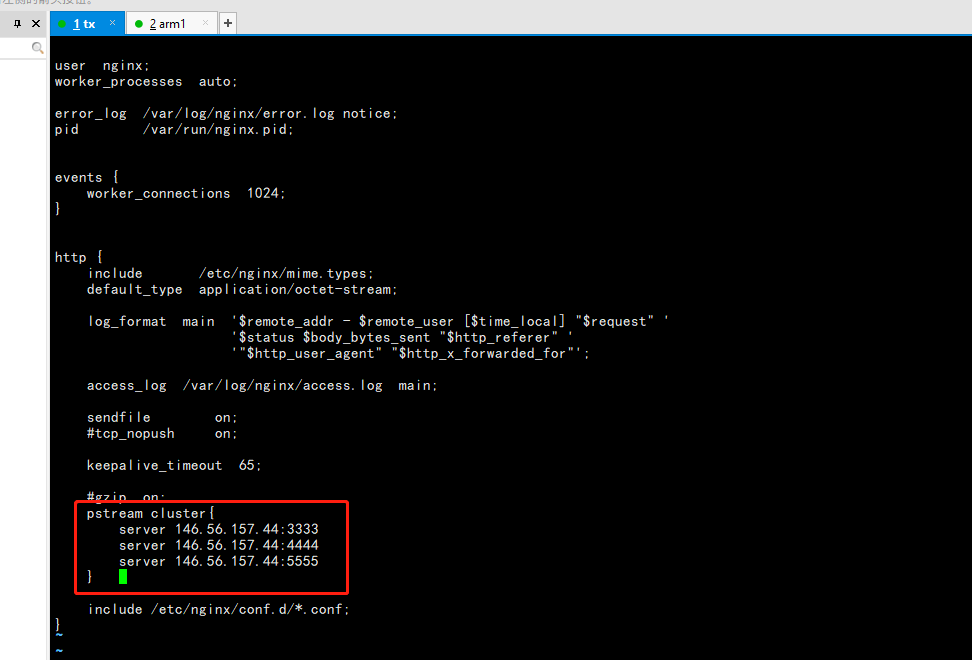 1 tx ×
2 arm1 ×
+
user  nginx;
worker_processes  auto;
error_log  /var/log/nginx/error.log notice;
pid        /var/run/nginx.pid;
events {
    worker_connections  1024;
}
http {
    include       /etc/nginx/mime.types;
    default_type  application/octet-stream;
    log_format  main  '$remote_addr - $remote_user [$time_local] "$request" '
                      '$status $body_bytes_sent "$http_referer" '
                      '"$http_user_agent" "$http_x_forwarded_for"';
    access_log  /var/log/nginx/access.log  main;
    sendfile        on;
    #tcp_nopush     on;
    keepalive_timeout  65;
    #gzip  on;
    pstream cluster{
        server 146.56.157.44:3333
        server 146.56.157.44:4444
        server 146.56.157.44:5555
    }
    include /etc/nginx/conf.d/*.conf;
}
~
~